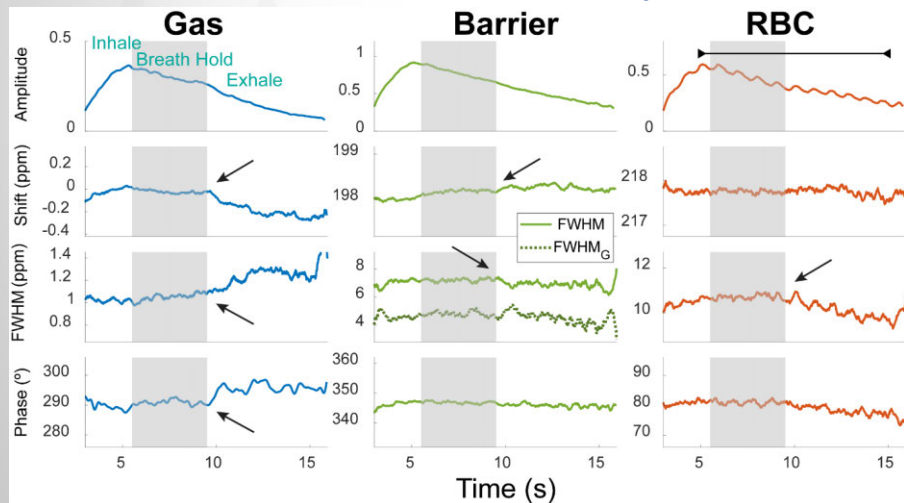 Gas Barrier RBC
Amplitude
0.5
0
Inhale
Breath Hold
Exhale
1
0.5
0
0.5
0
Shift (ppm)
0.2
0
-0.2
-0.4
199
198
218
217
FWHM
FWHM_G
FWHM (ppm)
1.4
1.2
1
0.8
8
6
4
12
10
Phase (º)
300
290
280
360
350
340
90
80
70
5 10 15 5 10 15 5 10 15
Time (s)